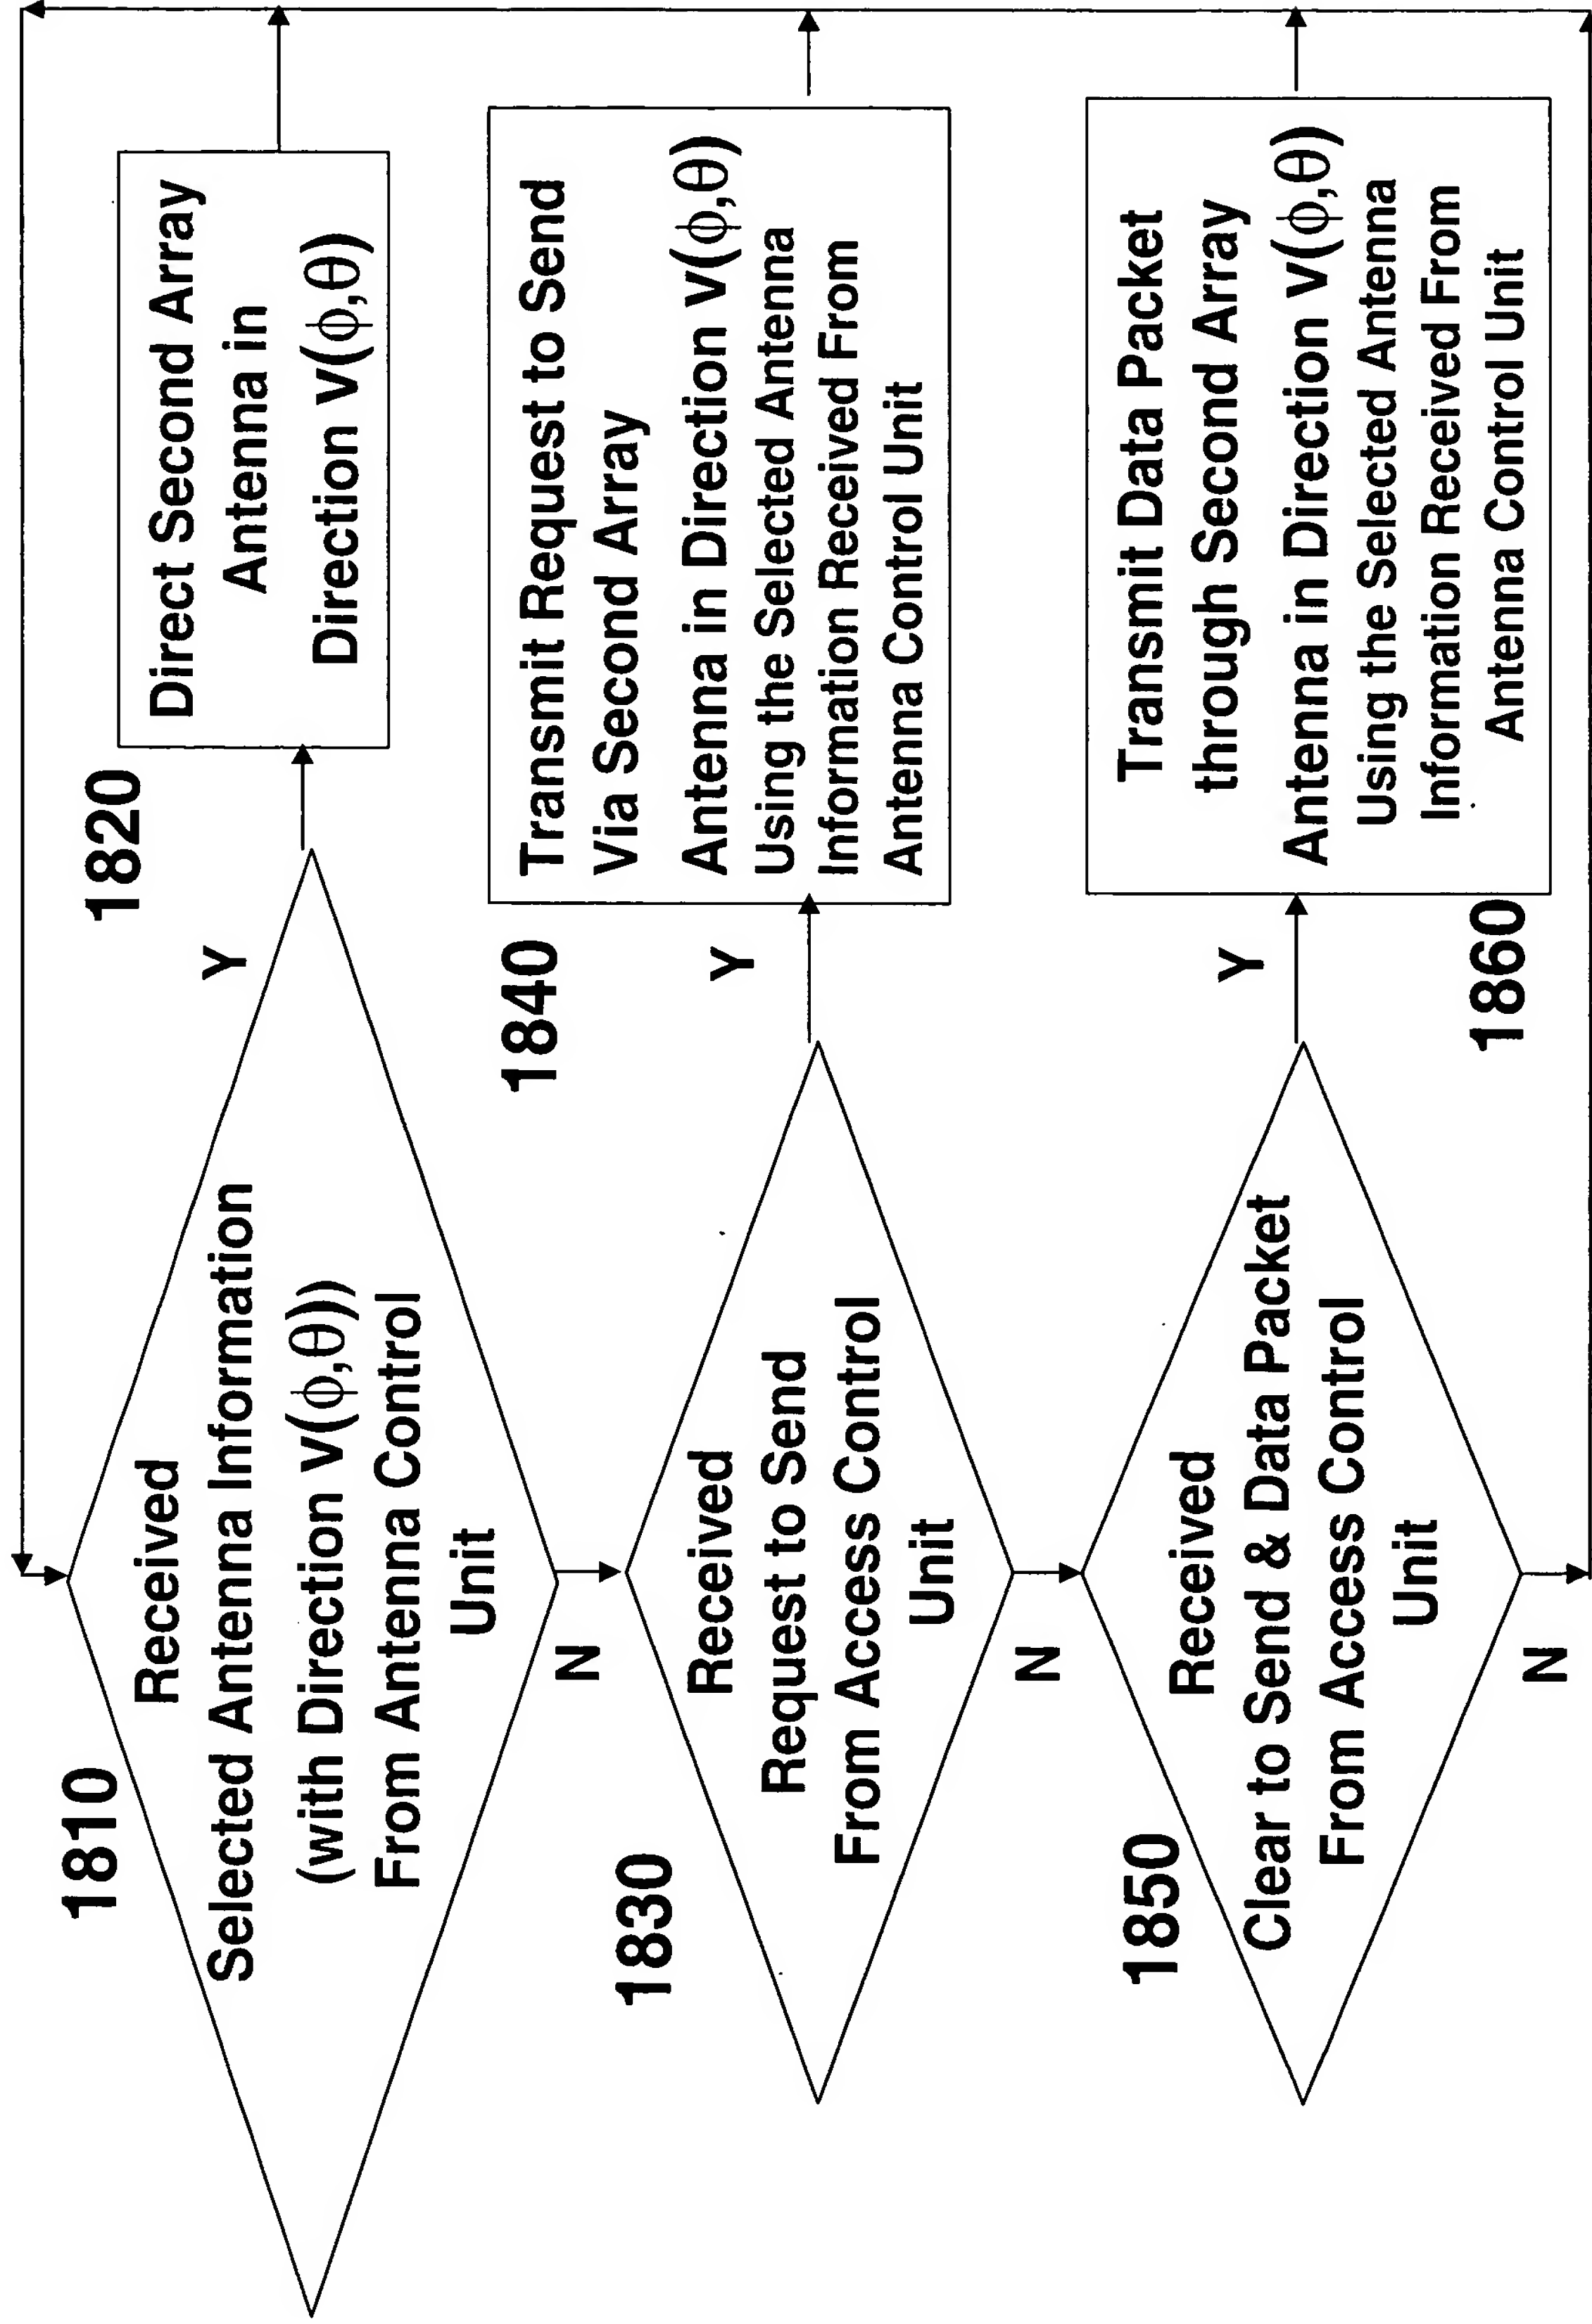 1810
Received
Selected Antenna Information
(with Direction V(ϕ,θ))
From Antenna Control
Unit
Y
1820
Direct Second Array
Antenna in
Direction V(ϕ,θ)
N
1830
Received
Request to Send
From Access Control
Unit
Y
1840
Transmit Request to Send
Via Second Array
Antenna in Direction V(ϕ,θ)
Using the Selected Antenna
Information Received From
Antenna Control Unit
N
1850
Received
Clear to Send & Data Packet
From Access Control
Unit
Y
1860
Transmit Data Packet
through Second Array
Antenna in Direction V(ϕ,θ)
Using the Selected Antenna
Information Received From
Antenna Control Unit
N